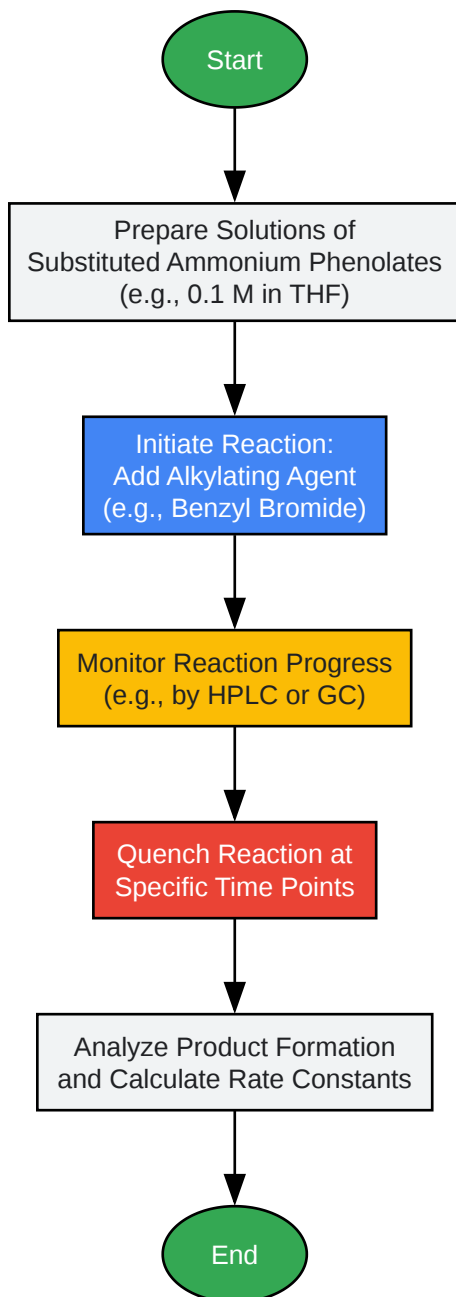 Start
Prepare Solutions of
Substituted Ammonium Phenolates
(e.g., 0.1 M in THF)
Initiate Reaction:
Add Alkylating Agent
(e.g., Benzyl Bromide)
Monitor Reaction Progress
(e.g., by HPLC or GC)
Quench Reaction at
Specific Time Points
Analyze Product Formation
and Calculate Rate Constants
End